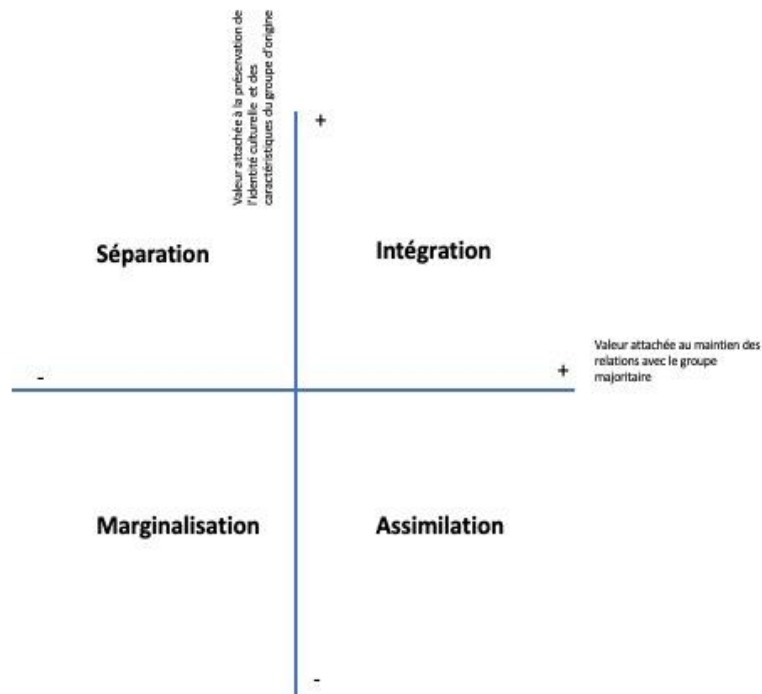 Valeur attachée à la préservation de
l'identité culturelle et des
caractéristiques du groupe d'origine
+
Séparation
Intégration
Valeur attachée au maintien des
relations avec le groupe
majoritaire
-
+
Marginalisation
Assimilation
-